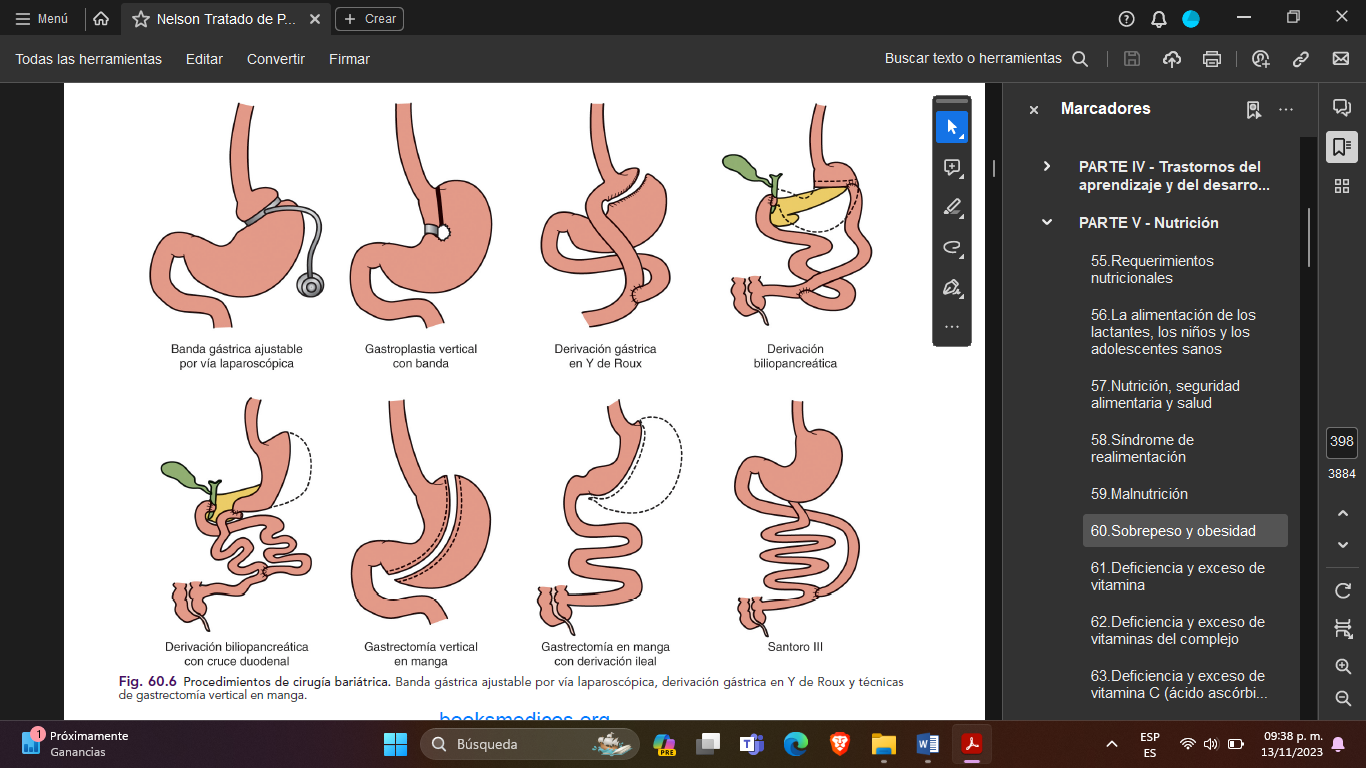 Menú
Nelson Tratado de P...
Crear
Todas las herramientas
Editar
Convertir
Firmar
Buscar texto o herramientas
Banda gástrica ajustable
por vía laparoscópica
Gastroplastia vertical
con banda
Derivación gástrica
en Y de Roux
Derivación
biliopancreática
Derivación biliopancreática
con cruce duodenal
Gastrectomía vertical
en manga
Gastrectomía en manga
con derivación ileal
Santoro III
Fig. 60.6 Procedimientos de cirugía bariátrica. Banda gástrica ajustable por vía laparoscópica, derivación gástrica en Y de Roux y técnicas
de gastrectomía vertical en manga.
booksmedicos.org
Marcadores
PARTE IV - Trastornos del
aprendizaje y del desarro...
PARTE V - Nutrición
55.Requerimientos
nutricionales
56.La alimentación de los
lactantes, los niños y los
adolescentes sanos
57.Nutrición, seguridad
alimentaria y salud
58.Síndrome de
realimentación
59.Malnutrición
60.Sobrepeso y obesidad
61.Deficiencia y exceso de
vitamina
62.Deficiencia y exceso de
vitaminas del complejo
63.Deficiencia y exceso de
vitamina C (ácido ascórbi...
398
3884
1
Próximamente
Ganancias
Búsqueda
PRE
ESP
ES
09:38 p. m.
13/11/2023